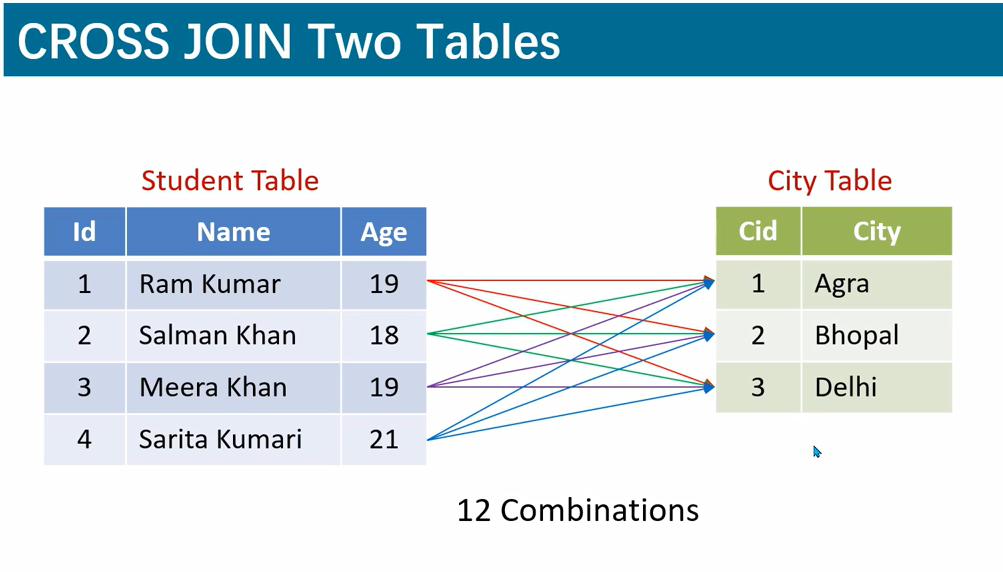 CROSS JOIN Two Tables
Student Table
Id Name Age
1 Ram Kumar 19
2 Salman Khan 18
3 Meera Khan 19
4 Sarita Kumari 21
City Table
Cid City
1 Agra
2 Bhopal
3 Delhi
12 Combinations